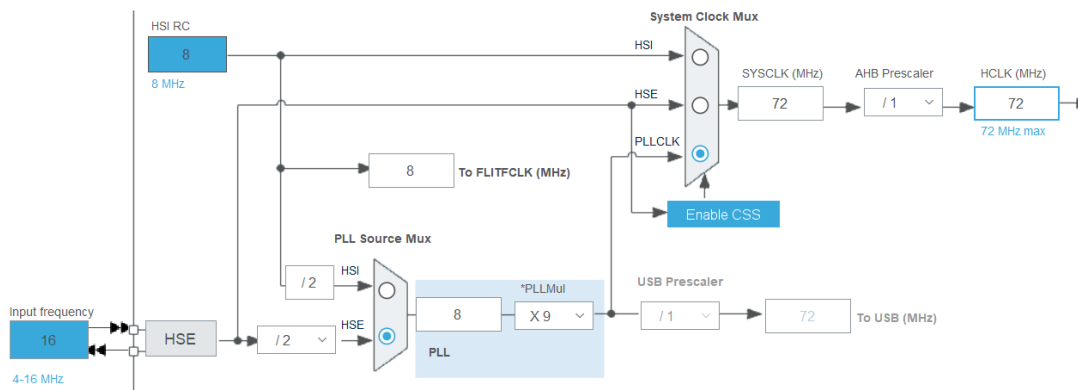 System Clock Mux
HSI RC
8
8 MHz
HSI
SYSCLK (MHz)
AHB Prescaler
HCLK (MHz)
HSE
72
/ 1
72
72 MHz max
PLLCLK
8
To FLITFCLK (MHz)
Enable CSS
PLL Source Mux
/ 2
HSI
*PLLMul
USB Prescaler
Input frequency
8
X 9
/ 1
72
To USB (MHz)
16
HSE
/ 2
HSE
PLL
4-16 MHz